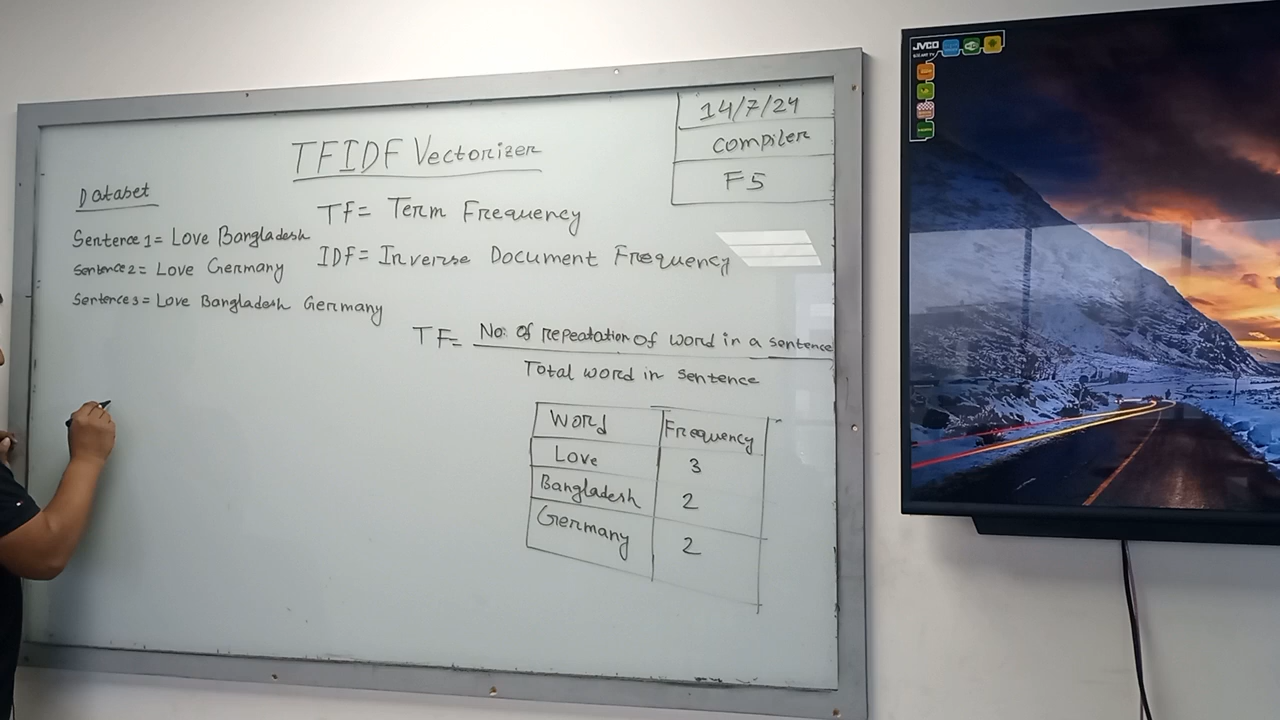 TFIDF Vectorizer
14/7/24
Compiler
F5
Dataset
Sentence 1 = Love Bangladesh
Sentence 2 = Love Germany
Sentence 3 = Love Bangladesh Germany
TF = Term Frequency
IDF = Inverse Document Frequency
TF = No: of repeatation of word in a sentence
Total word in sentence
Word Frequency
Love 3
Bangladesh 2
Germany 2
JVCO